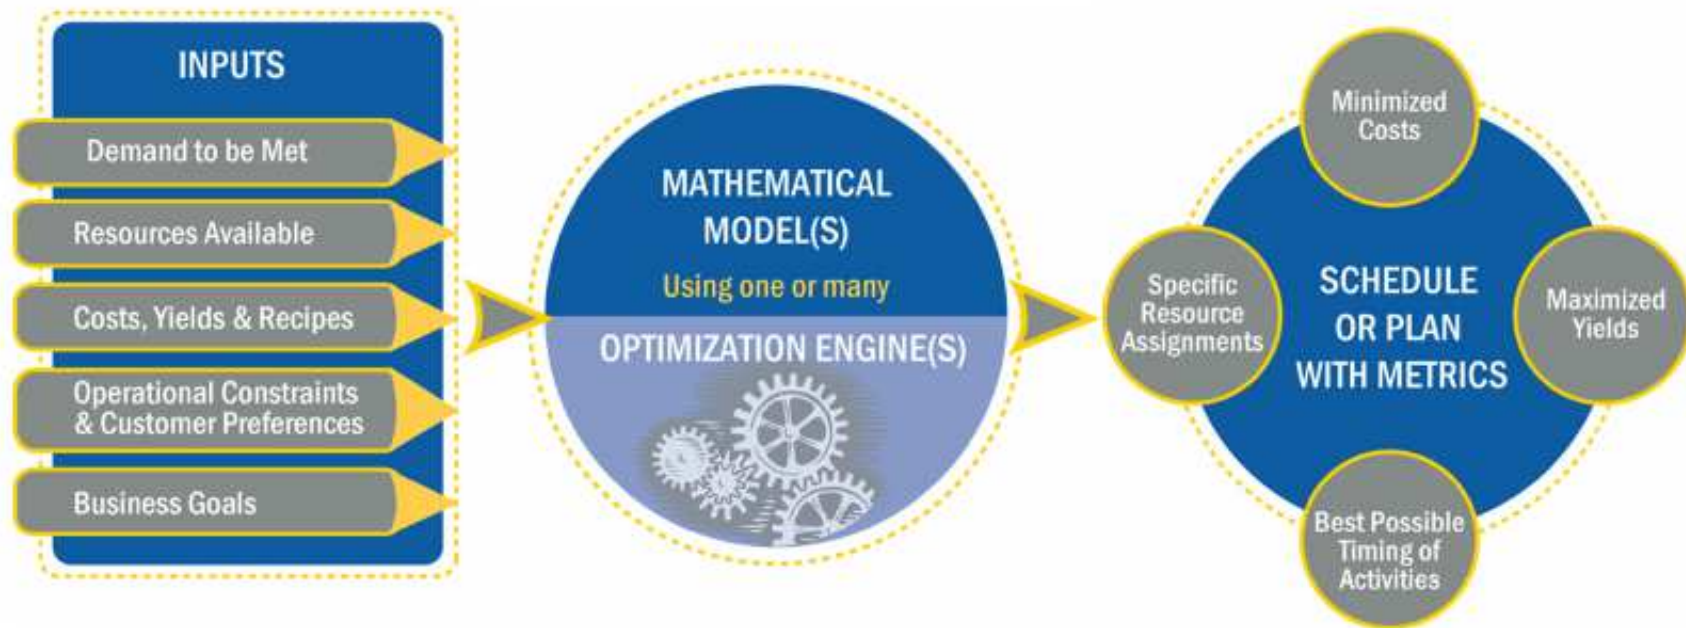 INPUTS
Demand to be Met
Resources Available
Costs, Yields & Recipes
Operational Constraints
& Customer Preferences
Business Goals
MATHEMATICAL
MODEL(S)
Using one or many
OPTIMIZATION ENGINE(S)
Minimized
Costs
Specific
Resource
Assignments
SCHEDULE
OR PLAN
WITH METRICS
Maximized
Yields
Best Possible
Timing of
Activities